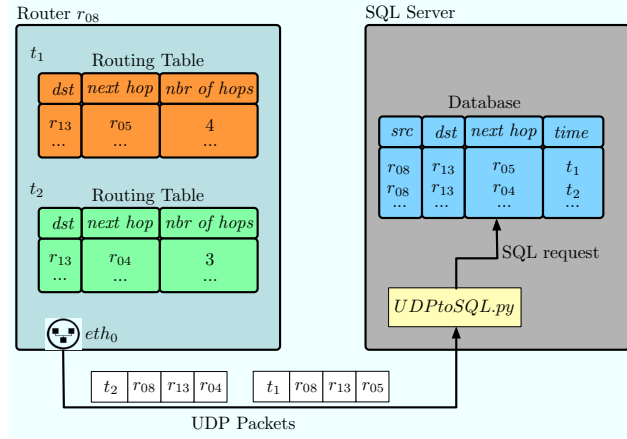 Router r₀₈
t₁
Routing Table
dst next hop nbr of hops
r₁₃ r₀₅ 4
... ... ...
t₂
Routing Table
dst next hop nbr of hops
r₁₃ r₀₄ 3
... ... ...
eth₀
SQL Server
Database
src dst next hop time
r₀₈ r₁₃ r₀₅ t₁
r₀₈ r₁₃ r₀₄ t₂
... ... ... ...
SQL request
UDPtoSQL.py
t₂ r₀₈ r₁₃ r₀₄
t₁ r₀₈ r₁₃ r₀₅
UDP Packets